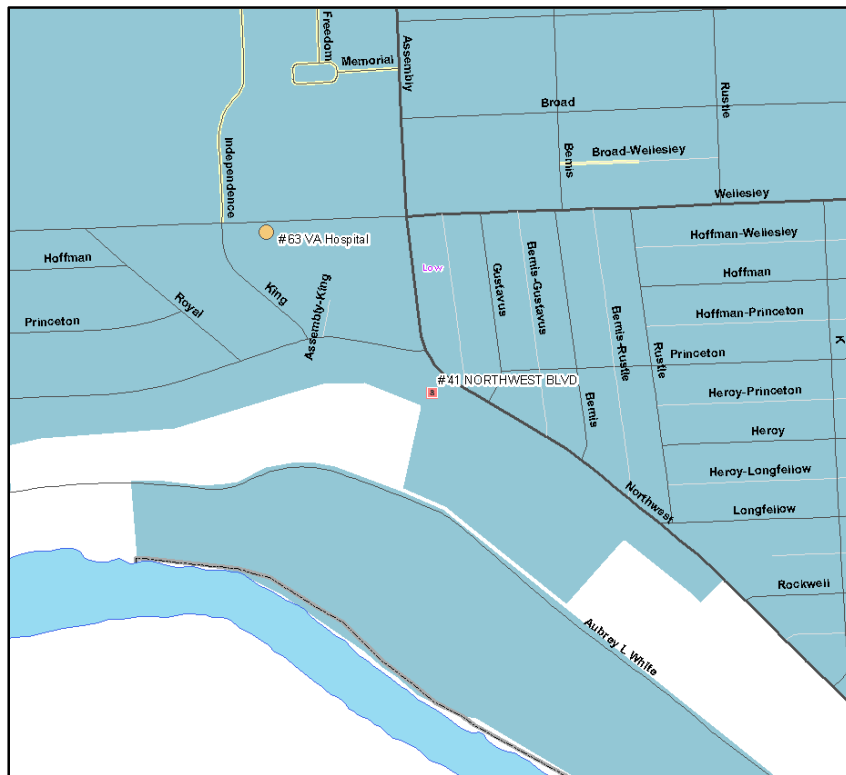 Freedom
Memorial
Assembly
Broad
Rustle
Independence
Bemis
Broad-Wellesley
Wellesley
#63 VA Hospital
Hoffman
Royal
King
Princeton
Assembly-King
Low
Gustavus
Bemis-Gustavus
Bemis-Rustle
Bemis
Rustle
Hoffman-Wellesley
Hoffman
Hoffman-Princeton
Princeton
K
#41 NORTHWEST BLVD
Heroy-Princeton
Heroy
Heroy-Longfellow
Northwest
Longfellow
Rockwell
Aubrey L White